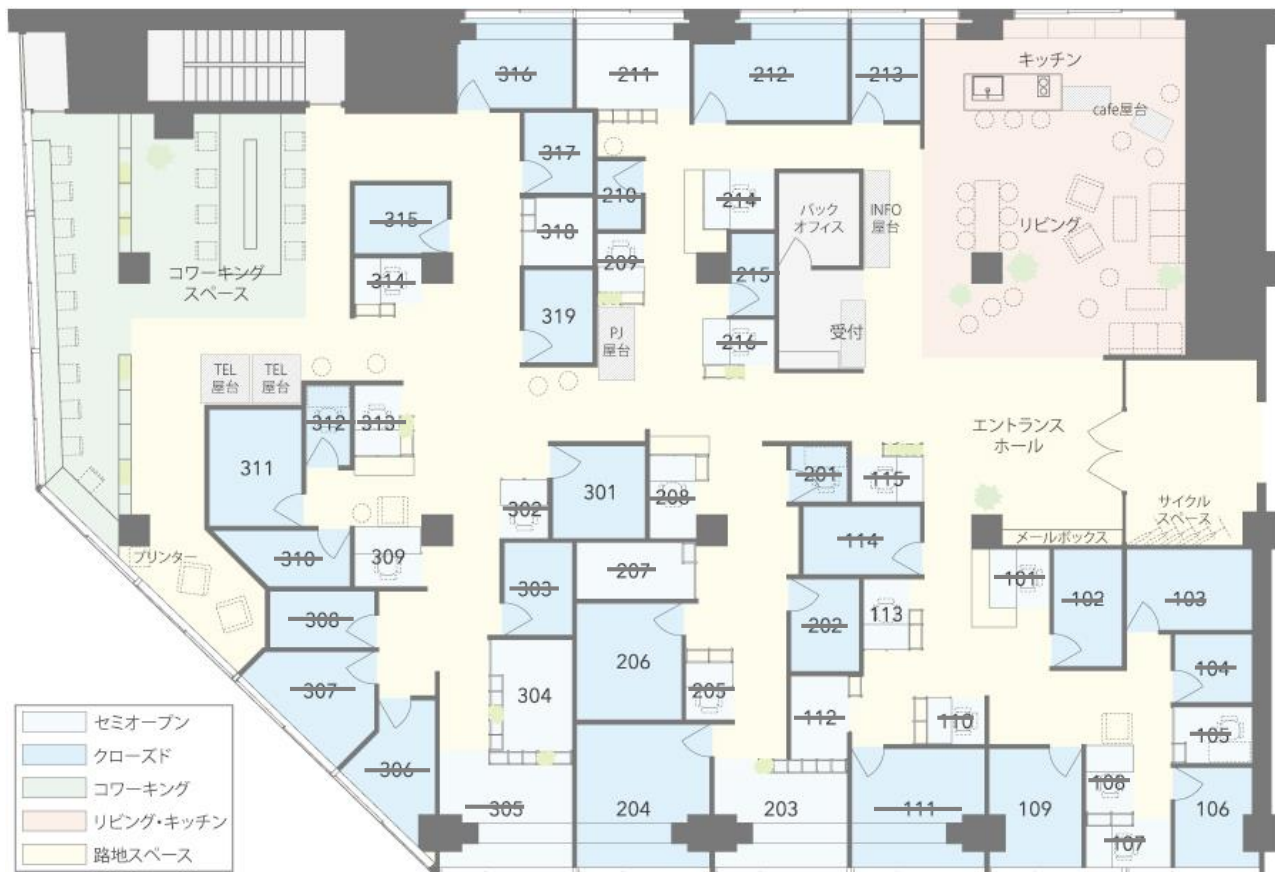 316
211
212
213
キッチン
cafe屋台
317
210
214
バック
オフィス
INFO
屋台
リビング
315
318
209
215
コワーキング
スペース
314
319
PJ
屋台
216
受付
TEL
屋台
TEL
屋台
312
313
エントランス
ホール
311
301
302
208
201
115
サイクル
スペース
プリンター
310
309
114
メールボックス
303
207
101
102
103
308
202
113
206
104
307
304
205
112
110
105
セミオープン
クローズド
コワーキング
リビング・キッチン
路地スペース
306
305
204
203
111
109
108
107
106